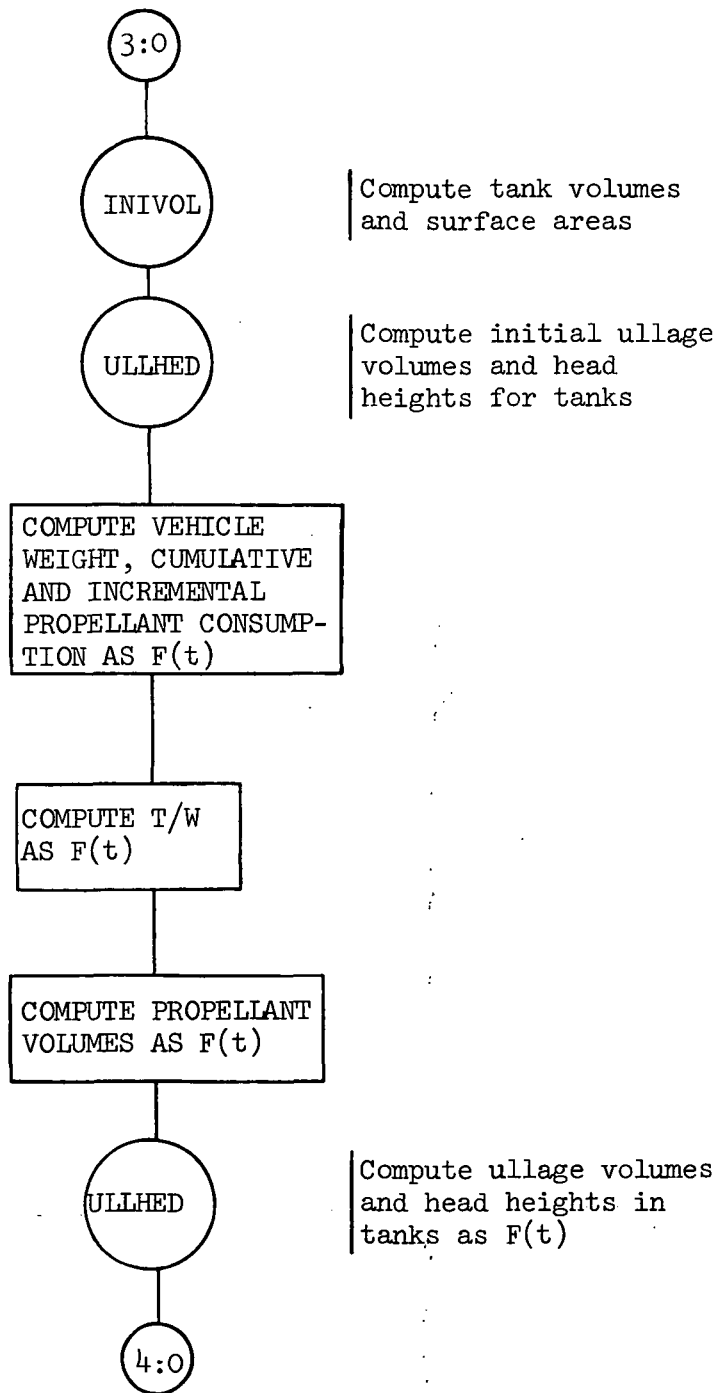 3:0
INIVOL
Compute tank volumes
and surface areas
ULLHED
Compute initial ullage
volumes and head
heights for tanks
COMPUTE VEHICLE
WEIGHT, CUMULATIVE
AND INCREMENTAL
PROPELLANT CONSUMP-
TION AS F(t)
COMPUTE T/W
AS F(t)
COMPUTE PROPELLANT
VOLUMES AS F(t)
ULLHED
Compute ullage volumes
and head heights in
tanks as F(t)
4:0